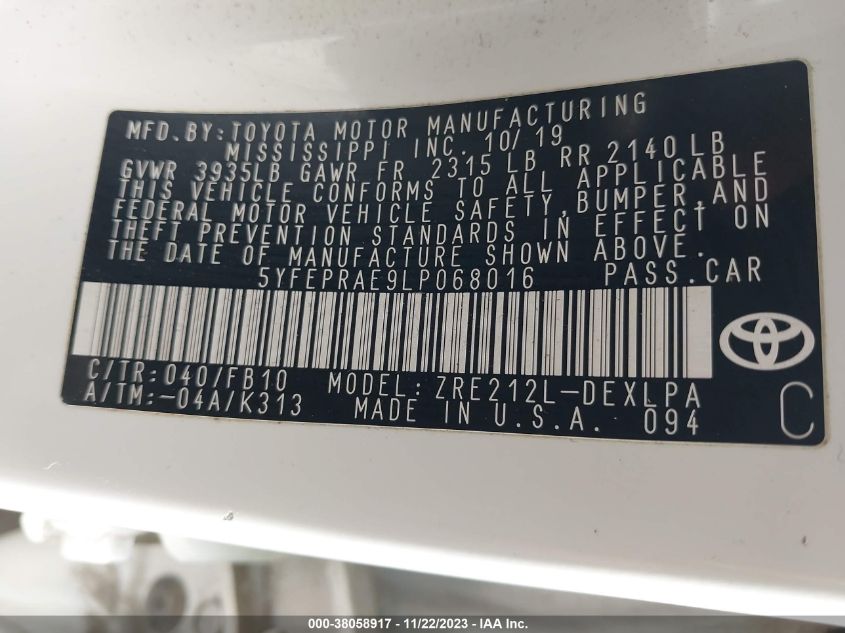 MFD.BY:TOYOTA MOTOR MANUFACTURING
MISSISSIPPI INC. 10/19
GVWR 3935LB GAWR FR 2315 LB RR 2140 LB
THIS VEHICLE CONFORMS TO ALL APPLICABLE
FEDERAL MOTOR VEHICLE SAFETY,BUMPER,AND
THEFT PREVENTION STANDARDS IN EFFECT ON
THE DATE OF MANUFACTURE SHOWN ABOVE.
5YFEPRAE9LP068016 PASS.CAR
C/TR:040/FB10 MODEL:ZRE212L-DEXLPA
A/TM:-04A/K313 MADE IN U.S.A. 094
C
000-38058917 - 11/22/2023 - IAA Inc.